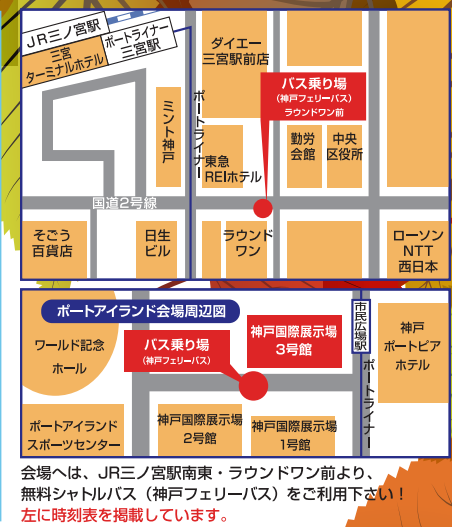 JR三ノ宮駅
ポートライナー
三宮駅
三宮
ターミナルホテル
ダイエー
三宮駅前店
バス乗り場
(神戸フェリーバス)
ラウンドワン前
ミント神戸
ポートライナー
勤労
会館
中央
区役所
東急
REIホテル
国道2号線
そごう
百貨店
日生
ビル
ラウンド
ワン
ローソン
NTT
西日本
ポートアイランド会場周辺図
市民広場駅
ワールド記念
ホール
バス乗り場
(神戸フェリーバス)
神戸国際展示場
3号館
神戸
ポートピア
ホテル
ポートライナー
ポートアイランド
スポーツセンター
神戸国際展示場
2号館
神戸国際展示場
1号館
会場へは、JR三ノ宮駅南東・ラウンドワン前より、
無料シャトルバス(神戸フェリーバス)をご利用下さい!
左に時刻表を掲載しています。